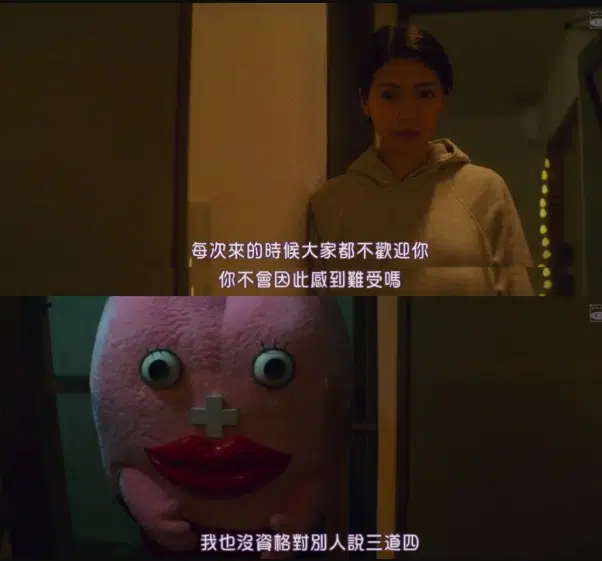 每次來的時候大家都不歡迎你
你不會因此感到難受嗎
我也沒資格對別人說三道四